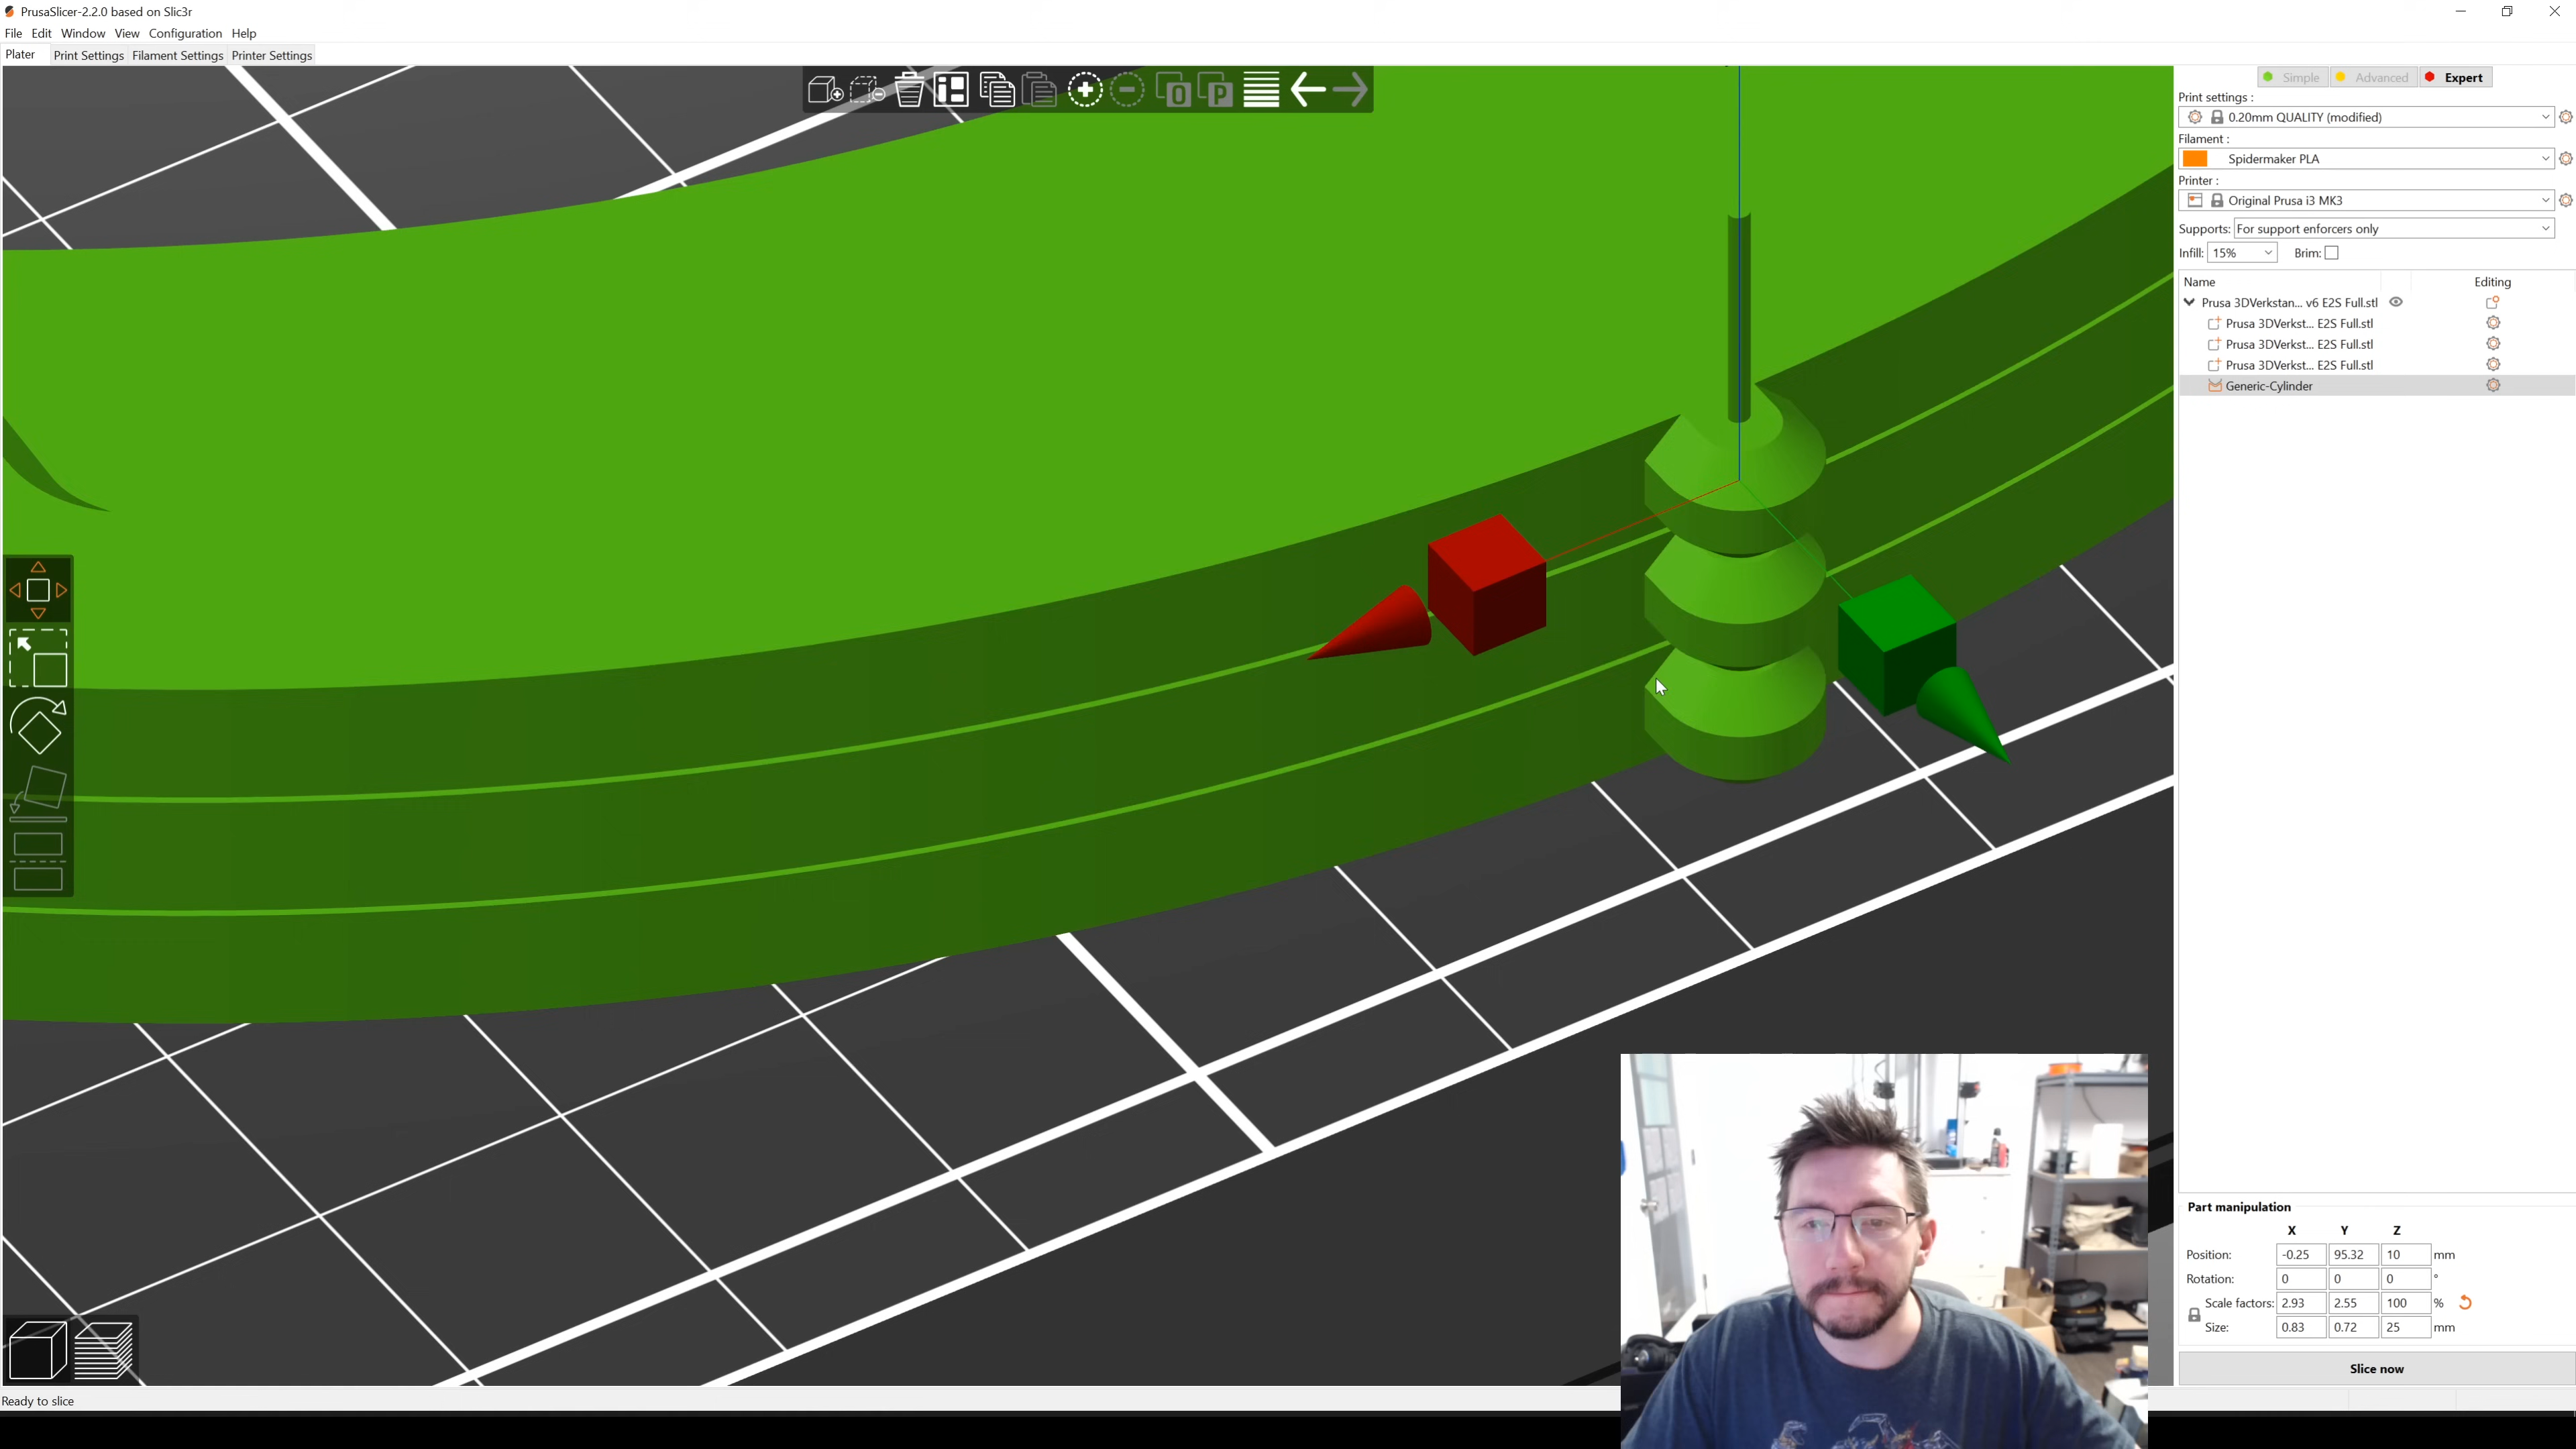 PrusaSlicer-2.2.0 based on Slic3r
File Edit Window View Configuration Help
Plater Print Settings Filament Settings Printer Settings
Simple Advanced Expert
Print settings :
0.20mm QUALITY (modified)
Filament :
Spidermaker PLA
Printer :
Original Prusa i3 MK3
Supports: For support enforcers only
Infill: 15% Brim:
Name Editing
Prusa 3DVerkstan... v6 E2S Full.stl
Prusa 3DVerkst... E2S Full.stl
Prusa 3DVerkst... E2S Full.stl
Prusa 3DVerkst... E2S Full.stl
Generic-Cylinder
Part manipulation
X Y Z
Position: -0.25 95.32 10 mm
Rotation: 0 0 0 °
Scale factors: 2.93 2.55 100 %
Size: 0.83 0.72 25 mm
Slice now
Ready to slice